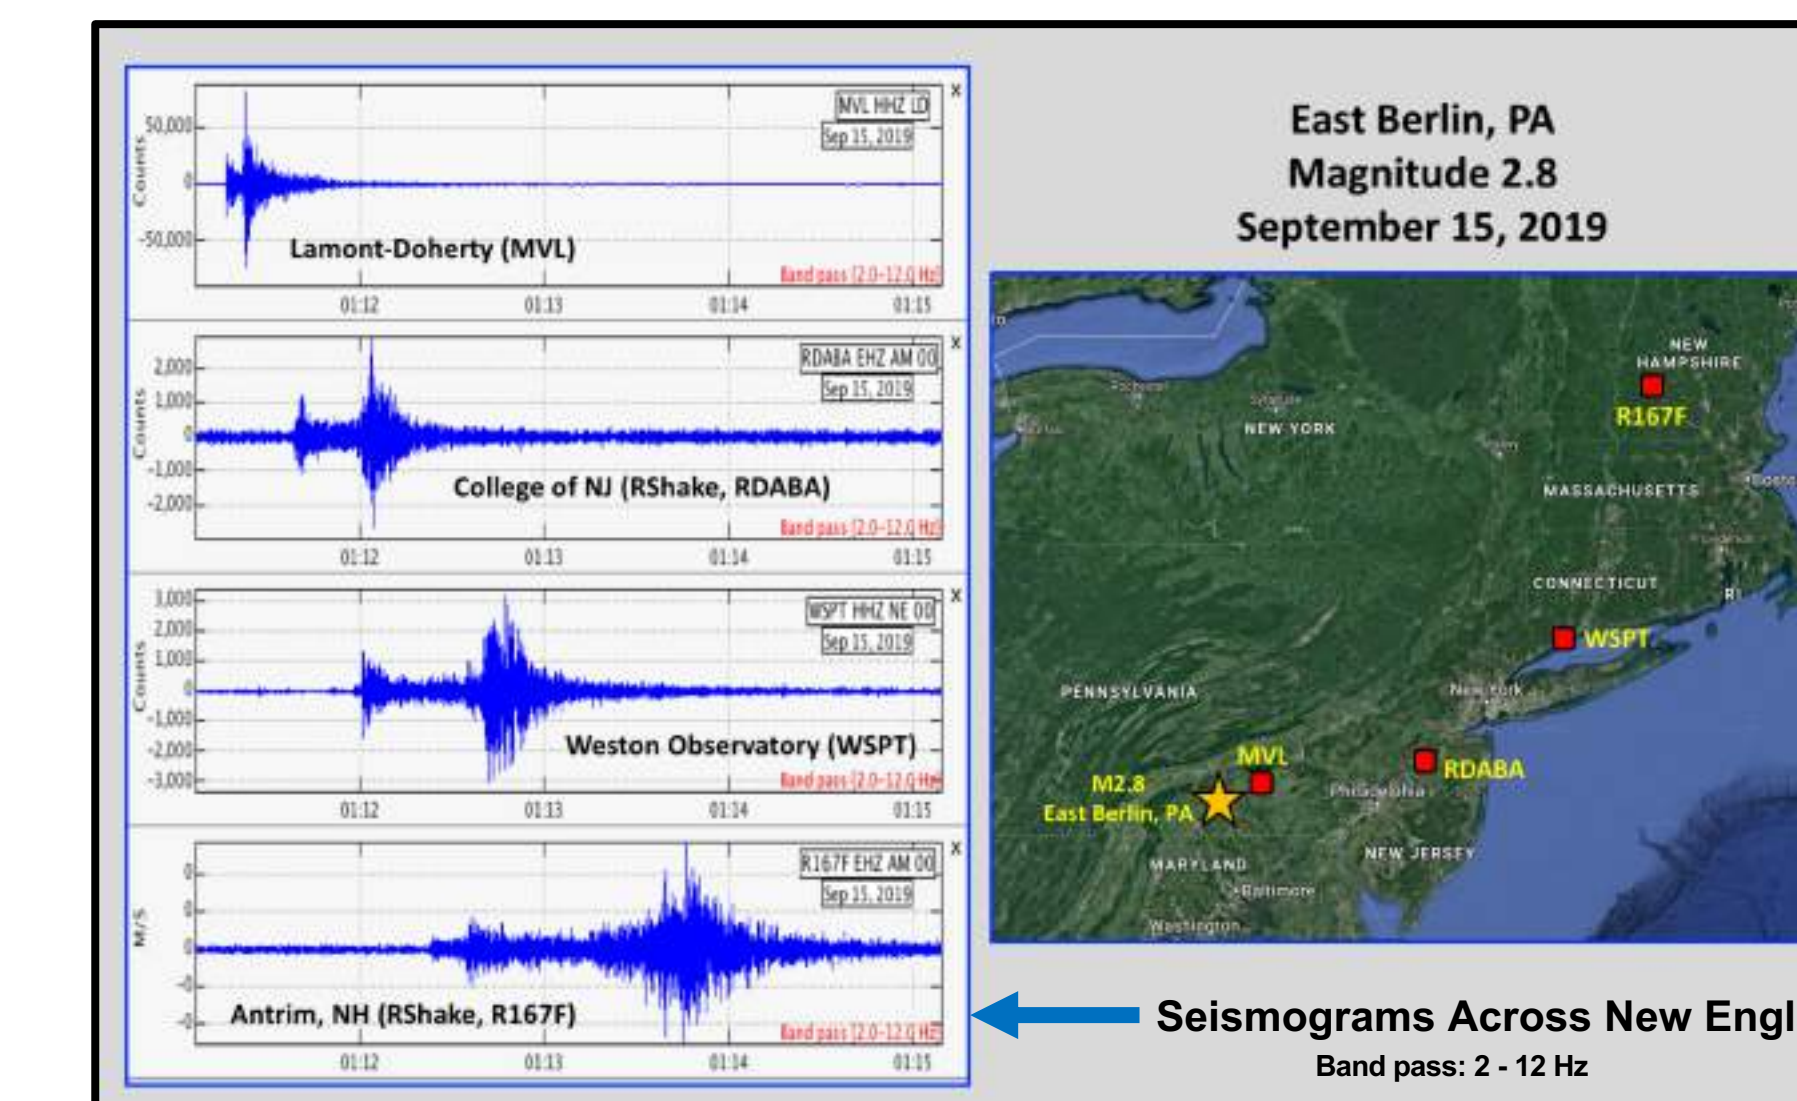 MVL HHZ LD
x
Sep 15, 2019
50,000
0
-50,000
Counts
Lamont-Doherty (MVL)
Band pass [2.0-12.0 Hz]
01:12 01:13 01:14 01:15
RDABA EHZ AM 00
x
Sep 15, 2019
2,000
1,000
0
-1,000
-2,000
Counts
College of NJ (RShake, RDABA)
Band pass [2.0-12.0 Hz]
01:12 01:13 01:14 01:15
WSPT HHZ NE 00
x
Sep 15, 2019
3,000
2,000
1,000
0
-1,000
-2,000
-3,000
Counts
Weston Observatory (WSPT)
Band pass [2.0-12.0 Hz]
01:12 01:13 01:14 01:15
R167F EHZ AM 00
x
Sep 15, 2019
0
0
0
-0
-0
M/S
Antrim, NH (RShake, R167F)
Band pass [2.0-12.0 Hz]
01:12 01:13 01:14 01:15
East Berlin, PA
Magnitude 2.8
September 15, 2019
NEW
HAMPSHIRE
R167F
Rochester
Syracuse
NEW YORK
MASSACHUSETTS
CONNECTICUT
RI
WSPT
PENNSYLVANIA
New York
MVL
RDABA
M2.8
East Berlin, PA
Philadelphia
MARYLAND
NEW JERSEY
Baltimore
Washington
Seismograms Across New Engl
Band pass: 2 - 12 Hz